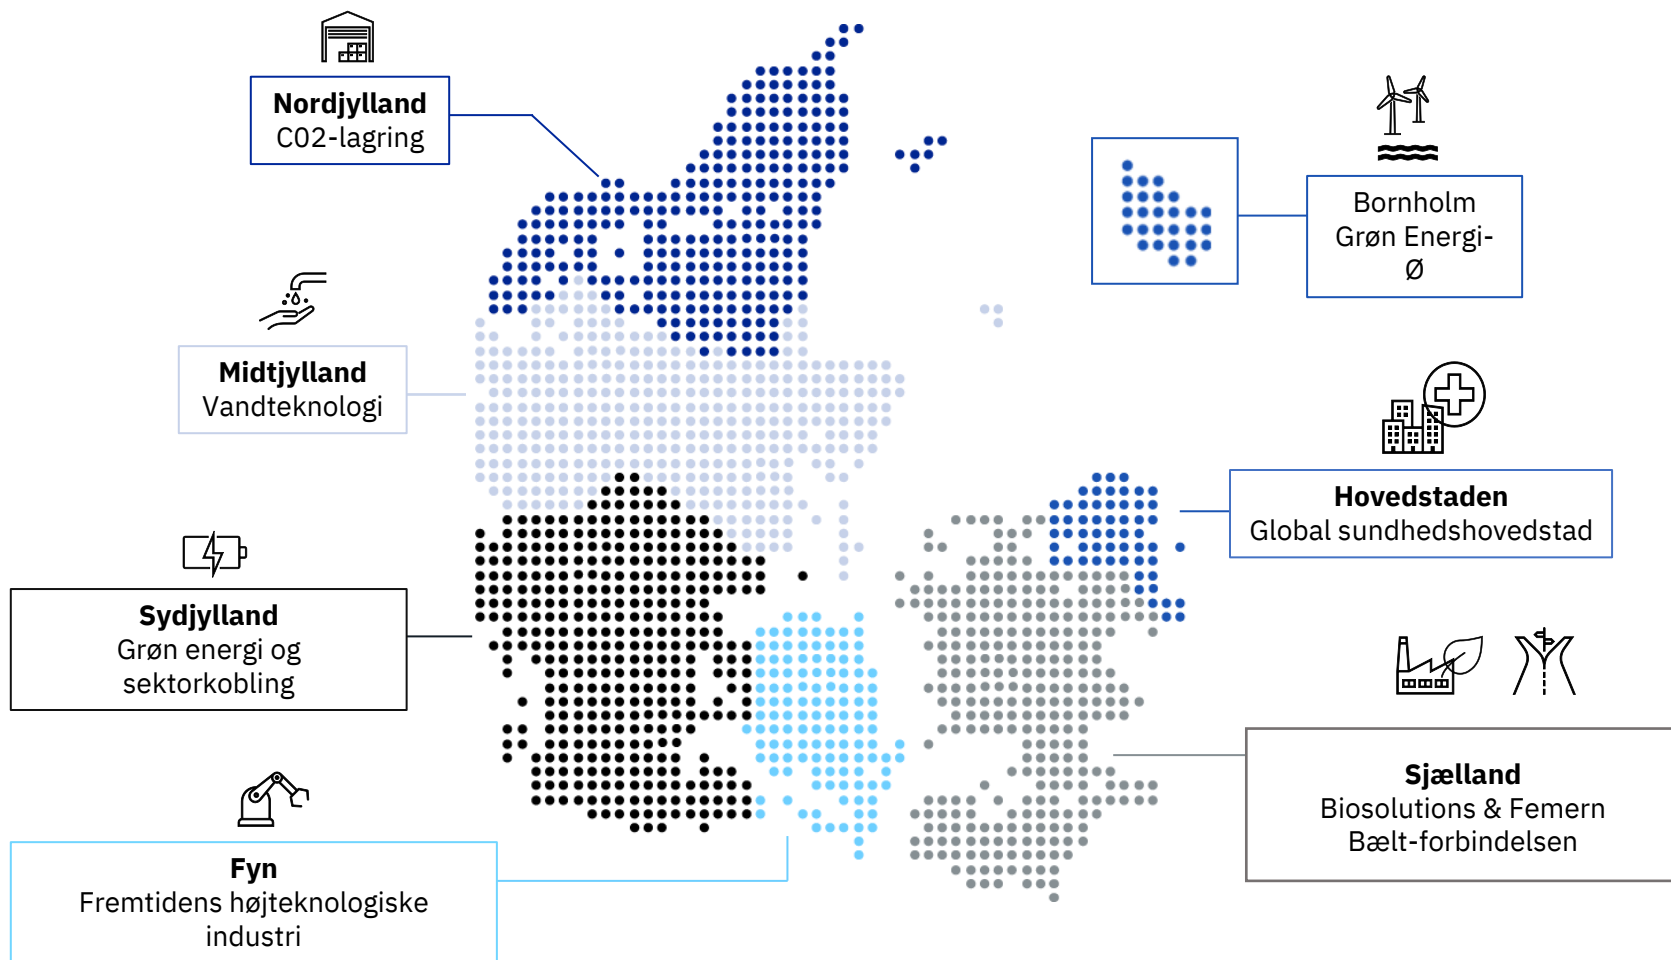 Nordjylland
C02-lagring
Bornholm
Grøn Energi-
Ø
Midtjylland
Vandteknologi
Hovedstaden
Global sundhedshovedstad
Sydjylland
Grøn energi og
sektorkobling
Sjælland
Biosolutions & Femern
Bælt-forbindelsen
Fyn
Fremtidens højteknologiske
industri